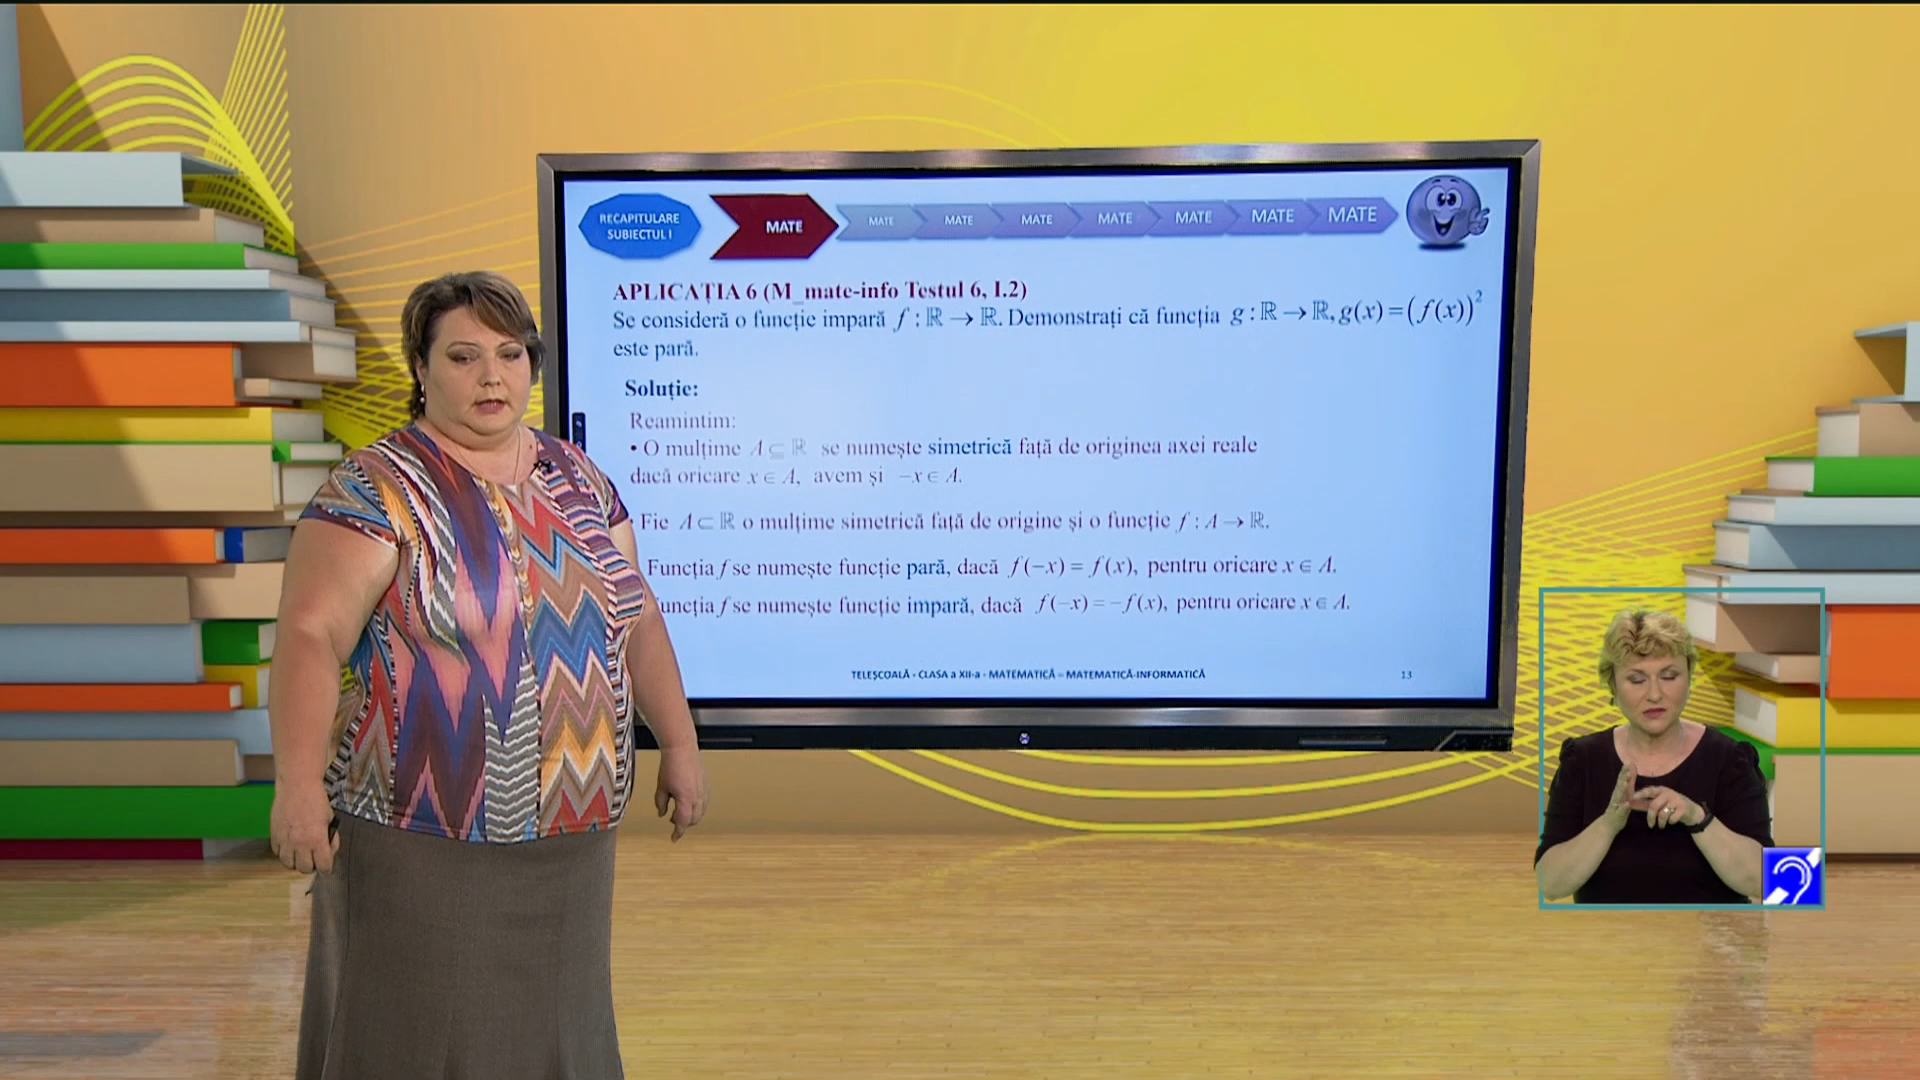 RECAPITULARE
SUBIECTUL I
MATE
MATE
MATE
MATE
MATE
MATE
MATE
MATE
APLICAȚIA 6 (M_mate-info Testul 6, I.2)
Se consideră o funcție impară f : ℝ → ℝ. Demonstrați că funcția g : ℝ → ℝ, g(x) = (f(x))²
este pară.
Soluție:
Reamintim:
• O mulțime A ⊆ ℝ se numește simetrică față de originea axei reale
dacă oricare x ∈ A, avem și −x ∈ A.
• Fie A ⊂ ℝ o mulțime simetrică față de origine și o funcție f : A → ℝ.
Funcția f se numește funcție pară, dacă f(−x) = f(x), pentru oricare x ∈ A.
uncția f se numește funcție impară, dacă f(−x) = −f(x), pentru oricare x ∈ A.
TELEȘCOALĂ - CLASA a XII-a - MATEMATICĂ – MATEMATICĂ-INFORMATICĂ
13